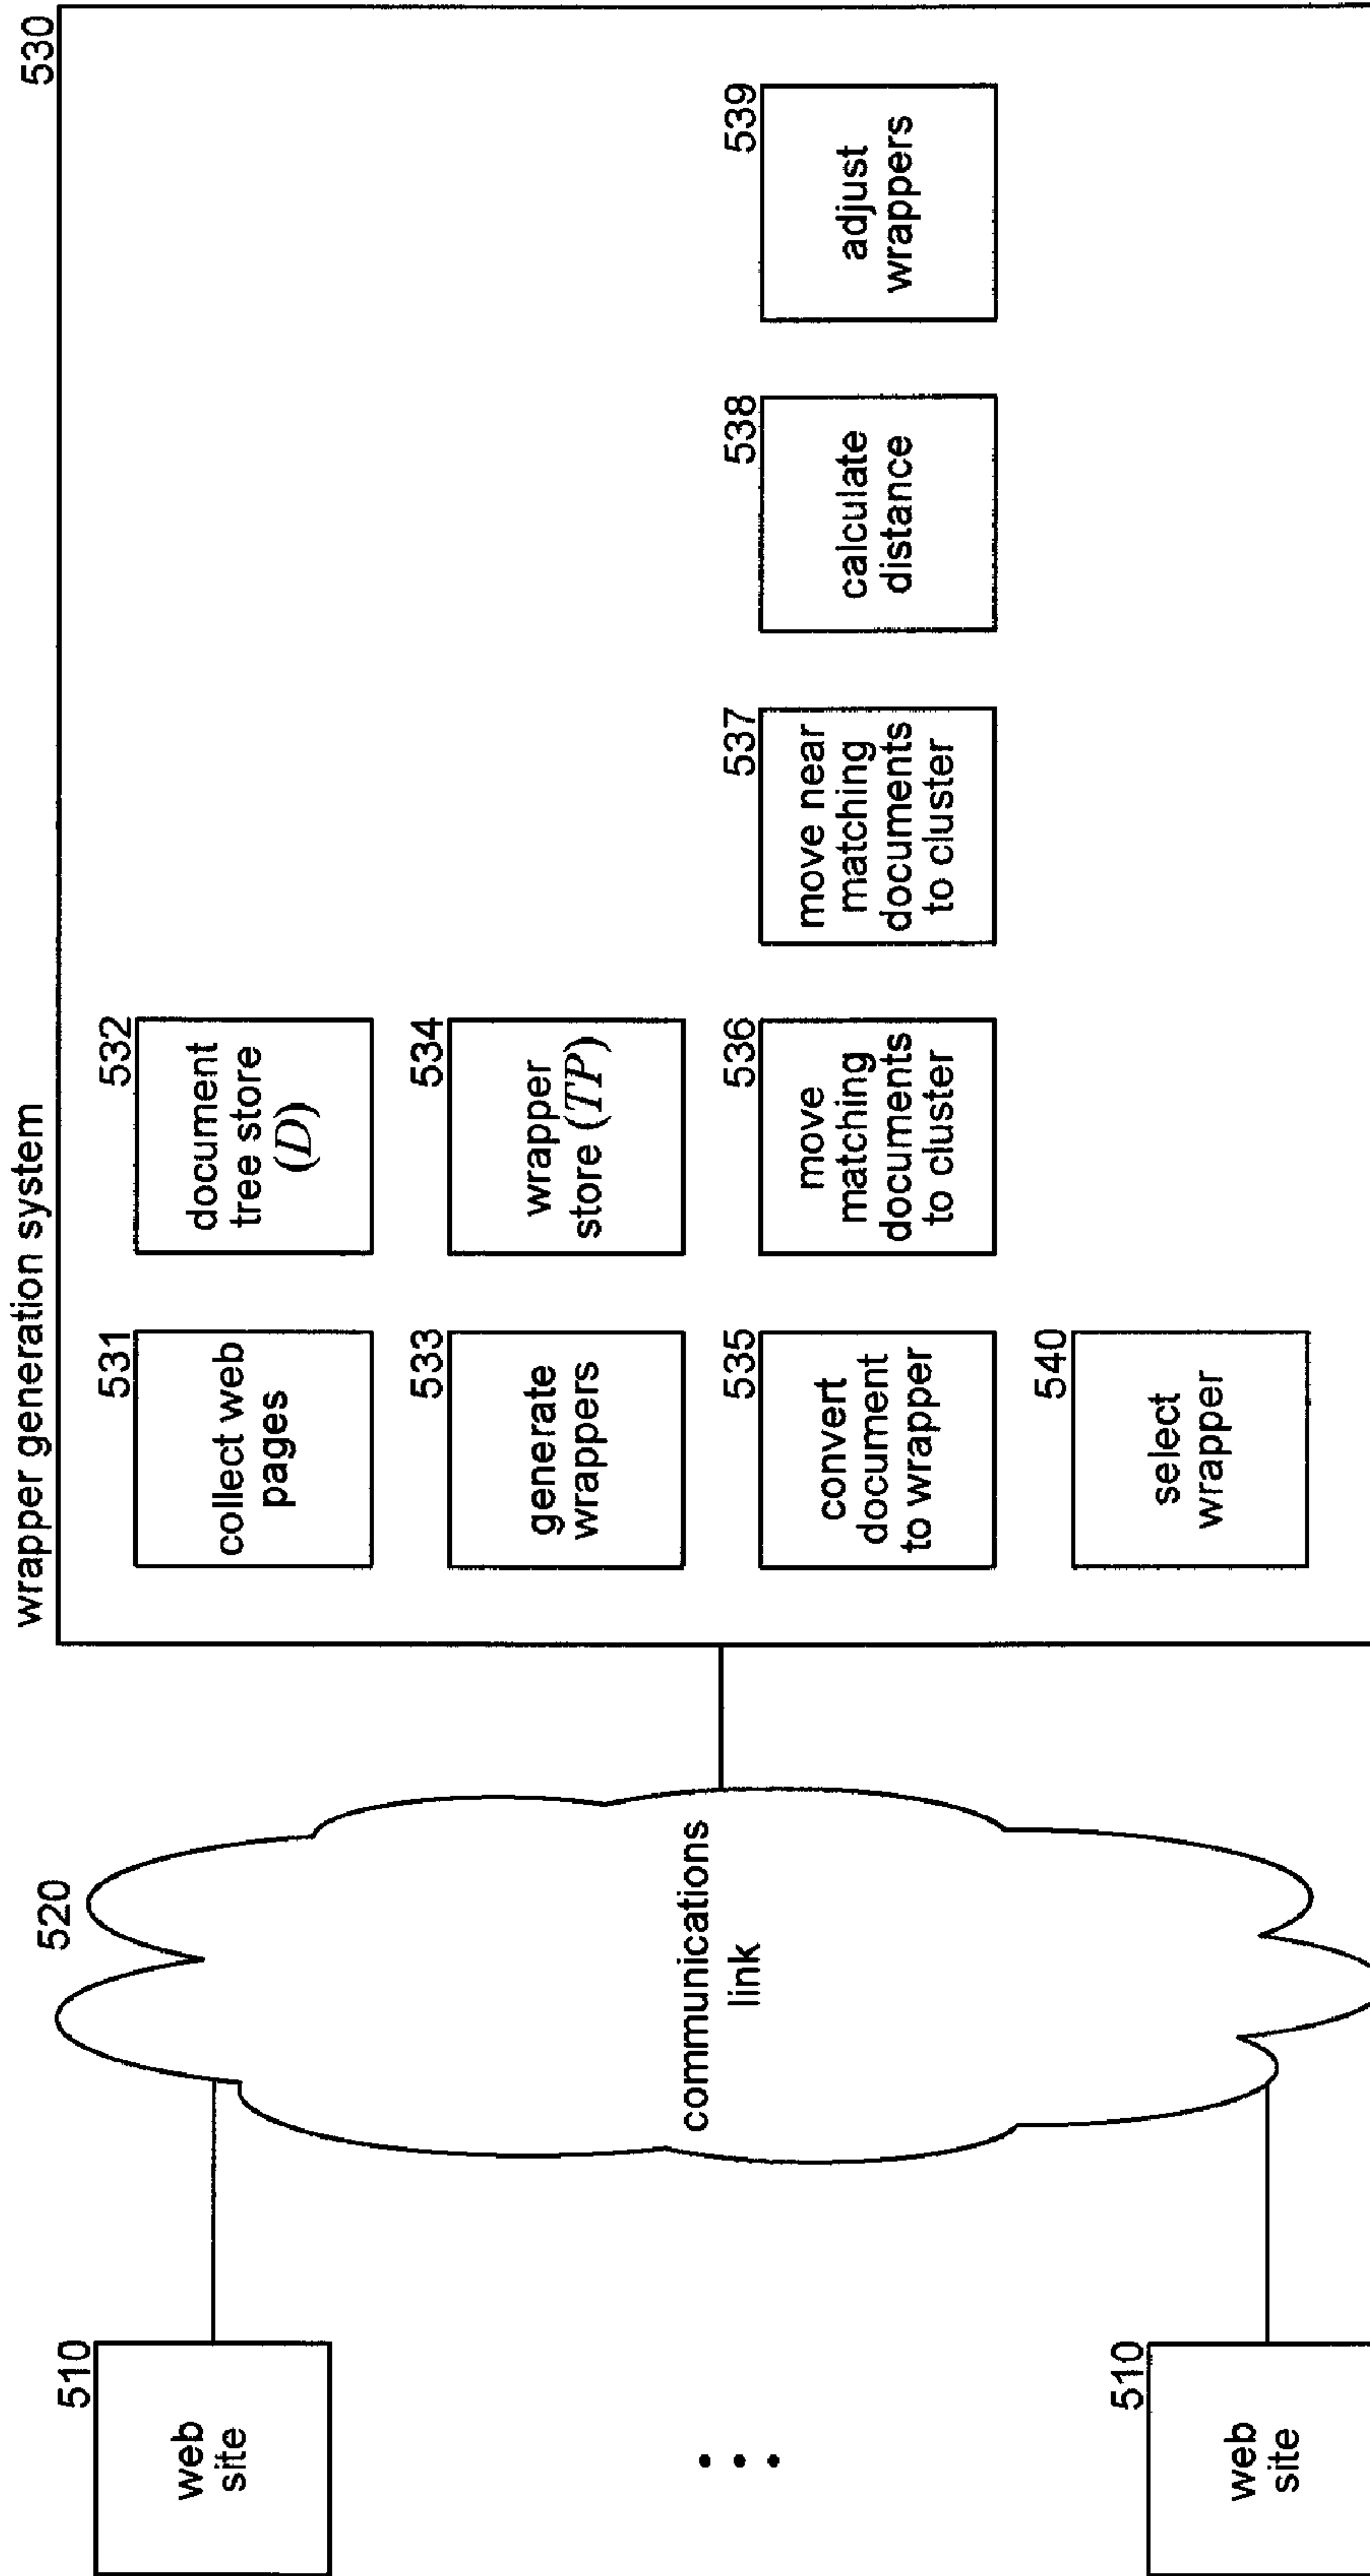 wrapper generation system
530
531
collect web
pages
532
document
tree store
(D)
533
generate
wrappers
534
wrapper
store (TP)
535
convert
document
to wrapper
536
move
matching
documents
to cluster
537
move near
matching
documents
to cluster
538
calculate
distance
539
adjust
wrappers
540
select
wrapper
520
communications
link
510
web
site
510
web
site